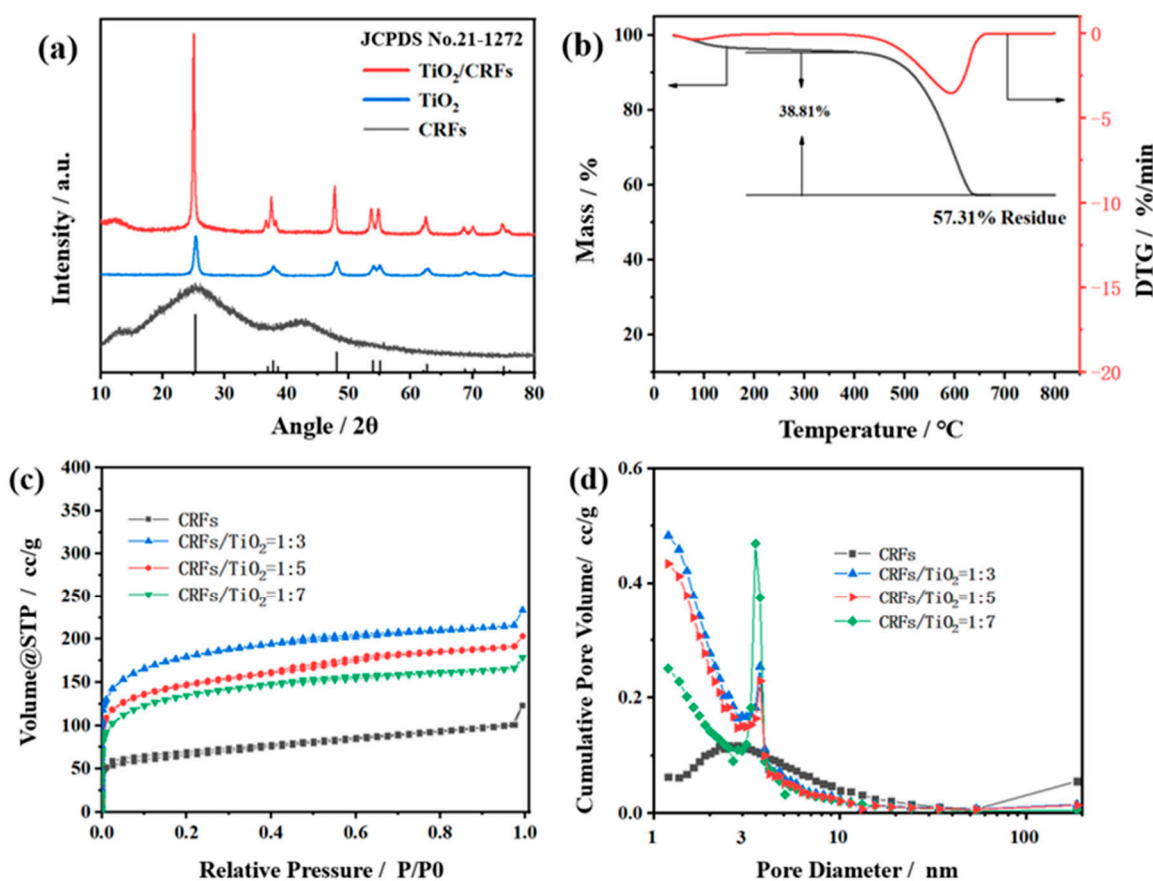 (a)
JCPDS No.21-1272
TiO₂/CRFs
TiO₂
CRFs
Intensity / a.u.
10 20 30 40 50 60 70 80
Angle / 2θ
(b)
100
90
80
70
60
50
40
30
20
10
Mass / %
38.81%
57.31% Residue
0
-5
-10
-15
-20
DTG / %/min
0 100 200 300 400 500 600 700 800
Temperature / °C
(c)
400
350
300
250
200
150
100
50
0
Volume@STP / cc/g
CRFs
CRFs/TiO₂=1:3
CRFs/TiO₂=1:5
CRFs/TiO₂=1:7
0.0 0.2 0.4 0.6 0.8 1.0
Relative Pressure / P/P0
(d)
0.6
0.4
0.2
0.0
Cumulative Pore Volume/ cc/g
CRFs
CRFs/TiO₂=1:3
CRFs/TiO₂=1:5
CRFs/TiO₂=1:7
1 3 10 100
Pore Diameter / nm